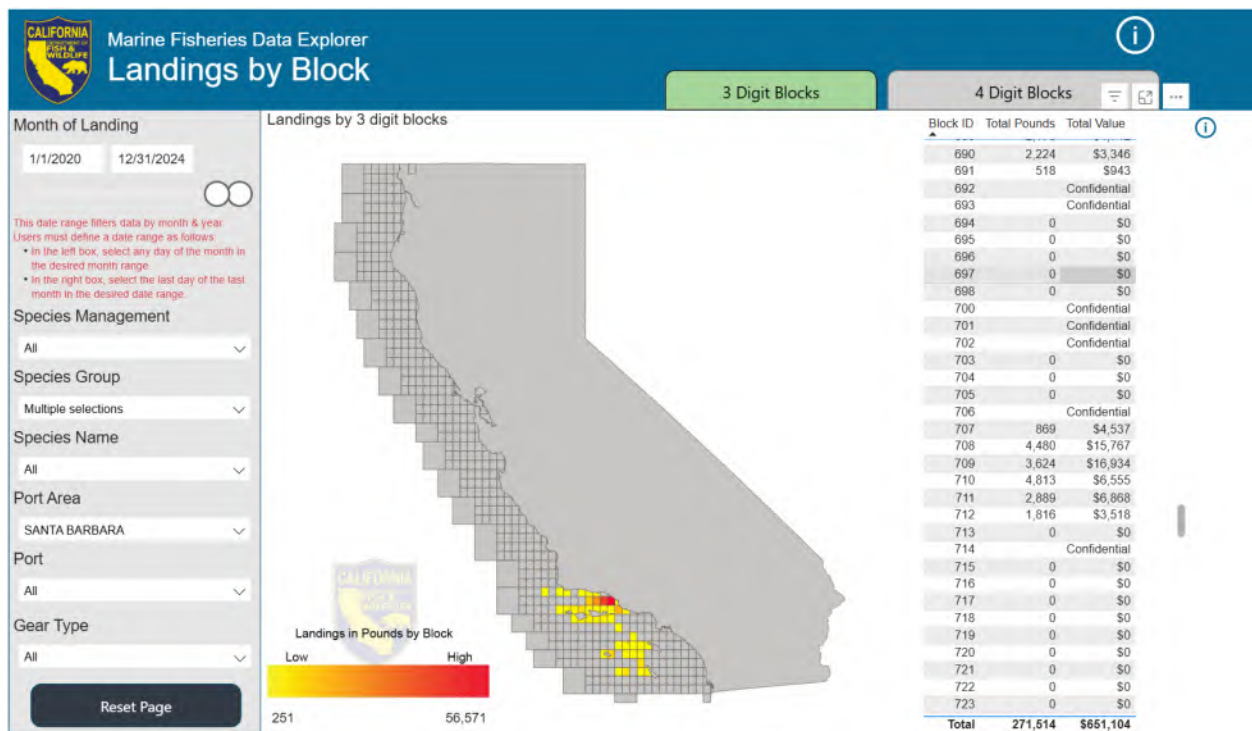 CALIFORNIA
DEPARTMENT OF
FISH &
WILDLIFE
Marine Fisheries Data Explorer
Landings by Block
i
3 Digit Blocks
4 Digit Blocks
...
Month of Landing
1/1/2020 12/31/2024
This date range filters data by month & year
Users must define a date range as follows:
• In the left box, select any day of the month in
the desired month range.
• In the right box, select the last day of the last
month in the desired date range.
Species Management
All
Species Group
Multiple selections
Species Name
All
Port Area
SANTA BARBARA
Port
All
Gear Type
All
Reset Page
Landings by 3 digit blocks
CALIFORNIA
FISH &
WILDLIFE
Landings in Pounds by Block
Low High
251 56,571
Block ID Total Pounds Total Value
i
690 2,224 $3,346
691 518 $943
692 Confidential
693 Confidential
694 0 $0
695 0 $0
696 0 $0
697 0 $0
698 0 $0
700 Confidential
701 Confidential
702 Confidential
703 0 $0
704 0 $0
705 0 $0
706 Confidential
707 869 $4,537
708 4,480 $15,767
709 3,624 $16,934
710 4,813 $6,555
711 2,889 $6,868
712 1,816 $3,518
713 0 $0
714 Confidential
715 0 $0
716 0 $0
717 0 $0
718 0 $0
719 0 $0
720 0 $0
721 0 $0
722 0 $0
723 0 $0
Total 271,514 $651,104